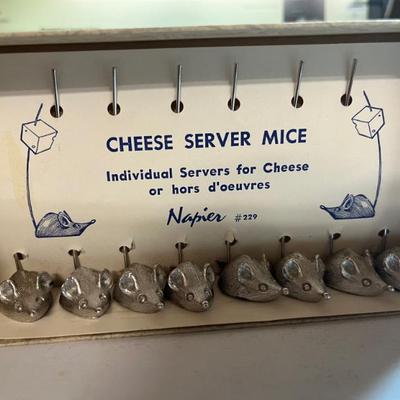 CHEESE SERVER MICE
Individual Servers for Cheese
or hors d'oeuvres
Napier #229